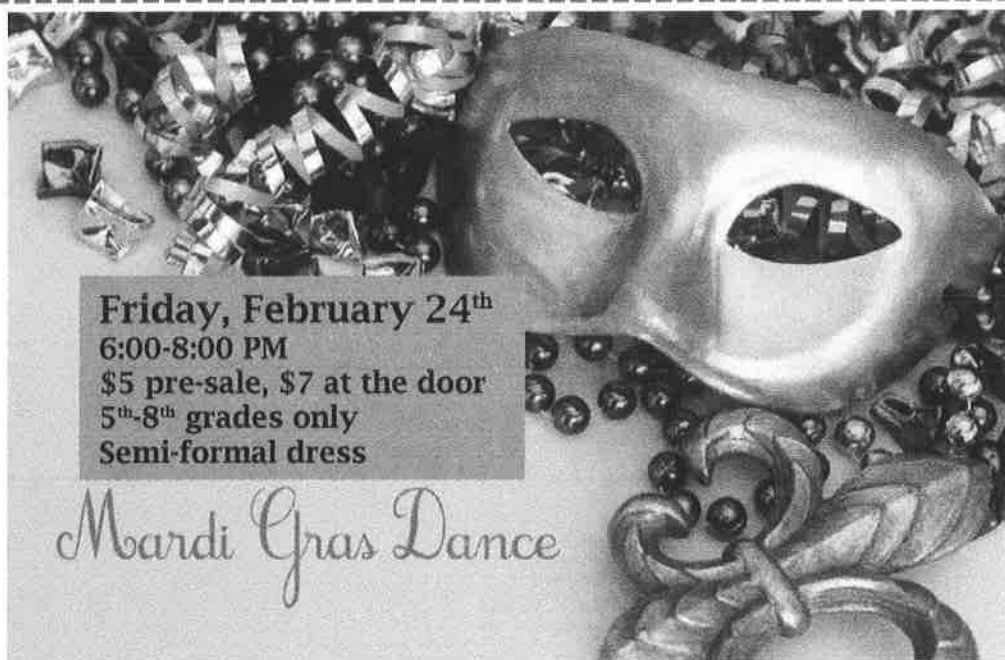 Friday, February 24th
6:00-8:00 PM
$5 pre-sale, $7 at the door
5th-8th grades only
Semi-formal dress
Mardi Gras Dance